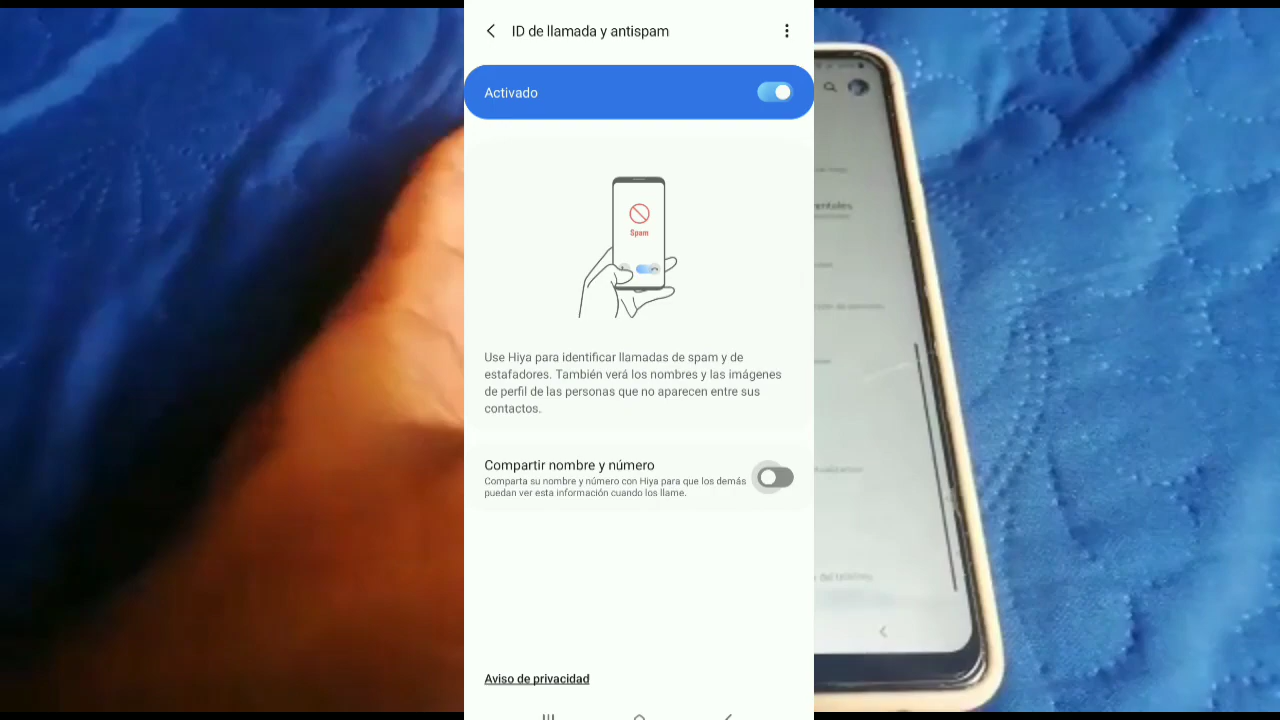 ID de llamada y antispam
Activado
Spam
Use Hiya para identificar llamadas de spam y de
estafadores. También verá los nombres y las imágenes
de perfil de las personas que no aparecen entre sus
contactos.
Compartir nombre y número
Comparta su nombre y número con Hiya para que los demás
puedan ver esta información cuando los llame.
Aviso de privacidad